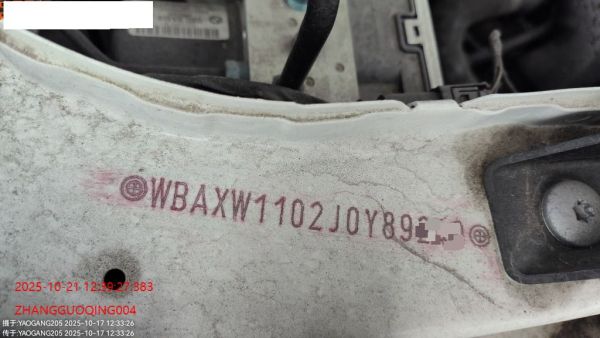 WBAXW1102J0Y89
2025-10-21 12:39:27:383
ZHANGGUOQING004
摄于:YAOGANG205 2025-10-17 12:33:26
传于:YAOGANG205 2025-10-17 12:33:26